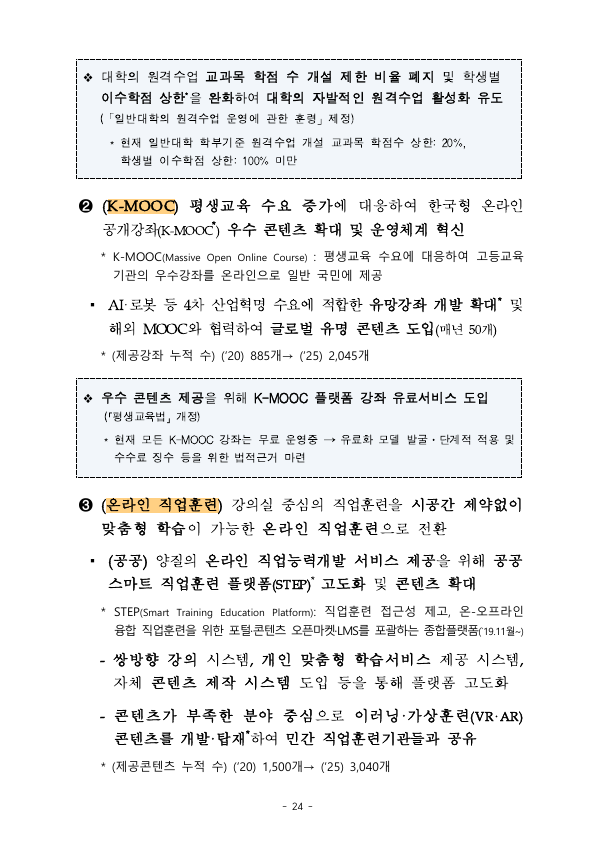 ❖ 대학의 원격수업 교과목 학점 수 개설 제한 비율 폐지 및 학생별
이수학점 상한*을 완화하여 대학의 자발적인 원격수업 활성화 유도
(「일반대학의 원격수업 운영에 관한 훈령」 제정)
* 현재 일반대학 학부기준 원격수업 개설 교과목 학점수 상한: 20%,
학생별 이수학점 상한: 100% 미만
❷ (K-MOOC) 평생교육 수요 증가에 대응하여 한국형 온라인
공개강좌(K-MOOC*) 우수 콘텐츠 확대 및 운영체계 혁신
* K-MOOC(Massive Open Online Course) : 평생교육 수요에 대응하여 고등교육
기관의 우수강좌를 온라인으로 일반 국민에 제공
▪ AI·로봇 등 4차 산업혁명 수요에 적합한 유망강좌 개발 확대* 및
해외 MOOC와 협력하여 글로벌 유명 콘텐츠 도입(매년 50개)
* (제공강좌 누적 수) (‘20) 885개→ (‘25) 2,045개
❖ 우수 콘텐츠 제공을 위해 K-MOOC 플랫폼 강좌 유료서비스 도입
(「평생교육법」 개정)
* 현재 모든 K-MOOC 강좌는 무료 운영중 → 유료화 모델 발굴・단계적 적용 및
수수료 징수 등을 위한 법적근거 마련
❸ (온라인 직업훈련) 강의실 중심의 직업훈련을 시공간 제약없이
맞춤형 학습이 가능한 온라인 직업훈련으로 전환
▪ (공공) 양질의 온라인 직업능력개발 서비스 제공을 위해 공공
스마트 직업훈련 플랫폼(STEP)* 고도화 및 콘텐츠 확대
* STEP(Smart Training Education Platform): 직업훈련 접근성 제고, 온-오프라인
융합 직업훈련을 위한 포털·콘텐츠 오픈마켓·LMS를 포괄하는 종합플랫폼(‘19.11월~)
- 쌍방향 강의 시스템, 개인 맞춤형 학습서비스 제공 시스템,
자체 콘텐츠 제작 시스템 도입 등을 통해 플랫폼 고도화
- 콘텐츠가 부족한 분야 중심으로 이러닝·가상훈련(VR·AR)
콘텐츠를 개발·탑재*하여 민간 직업훈련기관들과 공유
* (제공콘텐츠 누적 수) (‘20) 1,500개→ (‘25) 3,040개
- 24 -